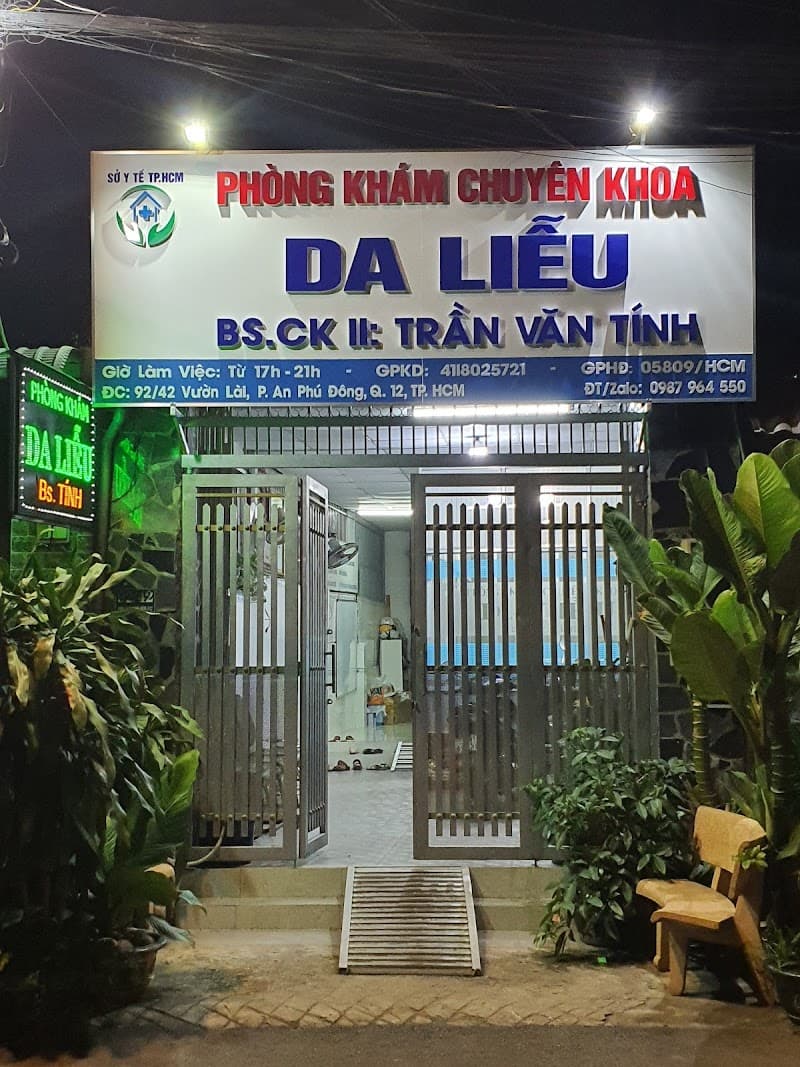 SỞ Y TẾ TP.HCM
PHÒNG KHÁM CHUYÊN KHOA
DA LIỄU
BS.CK II: TRẦN VĂN TÍNH
Giờ Làm Việc: Từ 17h - 21h - GPKD: 4118025721 - GPHĐ: 05809/HCM
ĐC: 92/42 Vườn Lài, P. An Phú Đông, Q. 12, TP. HCM ĐT/Zalo: 0987 964 550
PHÒNG KHÁM
DA LIỄU
Bs. TÍNH